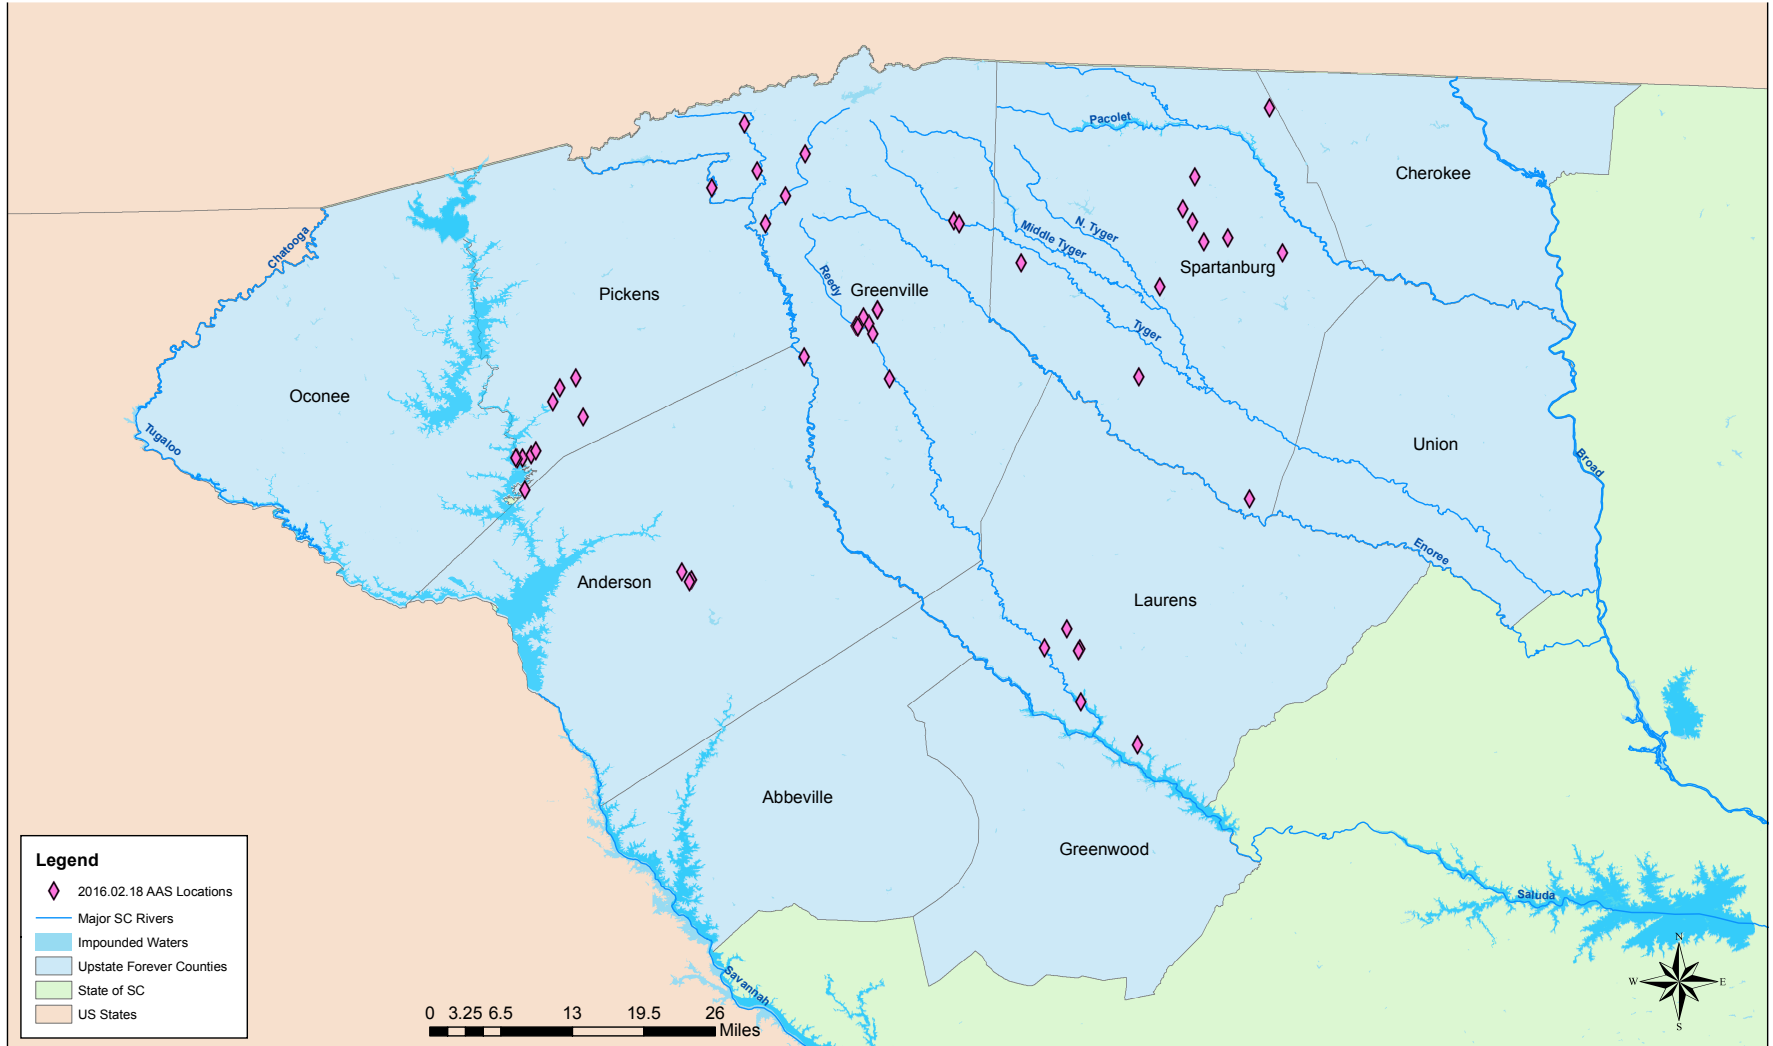 Pacolet
Cherokee
Chatooga
N. Tyger
Middle Tyger
Spartanburg
Reedy
Greenville
Pickens
Tyger
Oconee
Tugaloo
Union
Broad
Enoree
Anderson
Laurens
Abbeville
Greenwood
Saluda
Savannah
Legend
2016.02.18 AAS Locations
Major SC Rivers
Impounded Waters
Upstate Forever Counties
State of SC
US States
0 3.25 6.5 13 19.5 26
Miles
N
W E
S